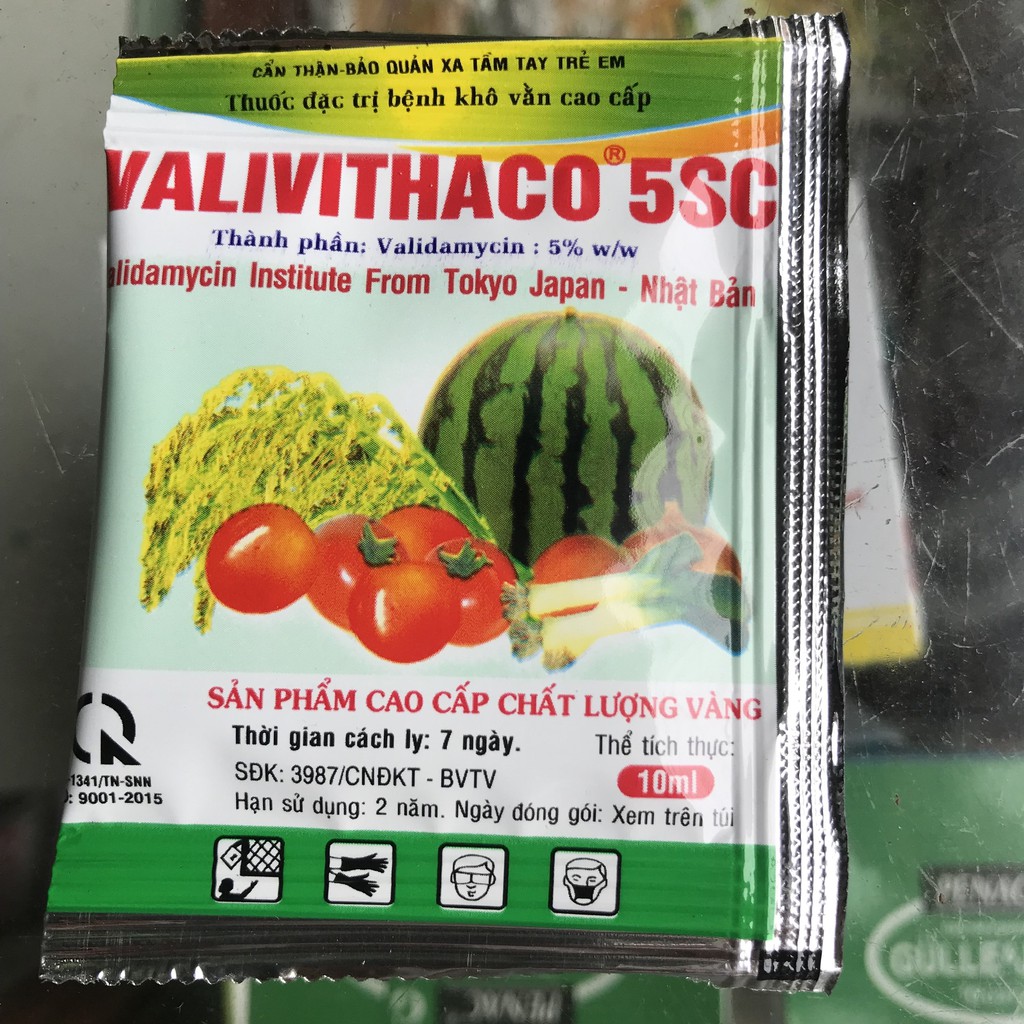 CẨN THẬN-BẢO QUẢN XA TẦM TAY TRẺ EM
Thuốc đặc trị bệnh khô vằn cao cấp
VALIVITHACO® 5SC
Thành phần: Validamycin : 5% w/w
alidamycin Institute From Tokyo Japan - Nhật Bản
SẢN PHẨM CAO CẤP CHẤT LƯỢNG VÀNG
Thời gian cách ly: 7 ngày.
Thể tích thực:
10ml
SĐK: 3987/CNĐKT - BVTV
Hạn sử dụng: 2 năm. Ngày đóng gói: Xem trên túi
1341/TN-SNN
: 9001-2015